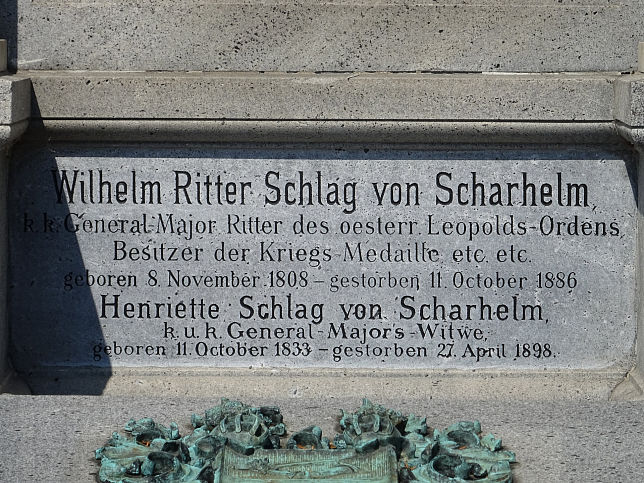 Wilhelm Ritter Schlag von Scharhelm,
k.k. General-Major, Ritter des oesterr. Leopolds-Ordens,
Besitzer der Kriegs-Medaille etc. etc.
geboren 8. November 1808 – gestorben 11. October 1886
Henriette Schlag von Scharhelm,
k.u.k. General-Major's-Witwe,
geboren 11. October 1833 – gestorben 27. April 1898.